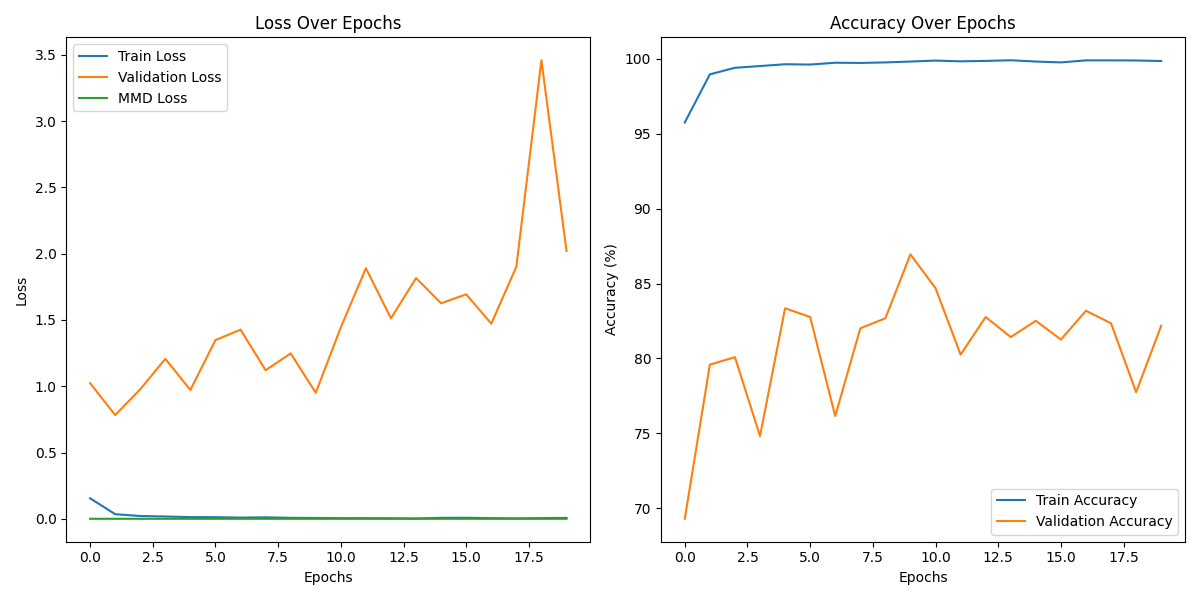 Loss Over Epochs
Train Loss
Validation Loss
MMD Loss
3.5
3.0
2.5
2.0
1.5
1.0
0.5
0.0
Loss
0.0 2.5 5.0 7.5 10.0 12.5 15.0 17.5
Epochs
Accuracy Over Epochs
100
95
90
85
80
75
70
Accuracy (%)
Train Accuracy
Validation Accuracy
0.0 2.5 5.0 7.5 10.0 12.5 15.0 17.5
Epochs